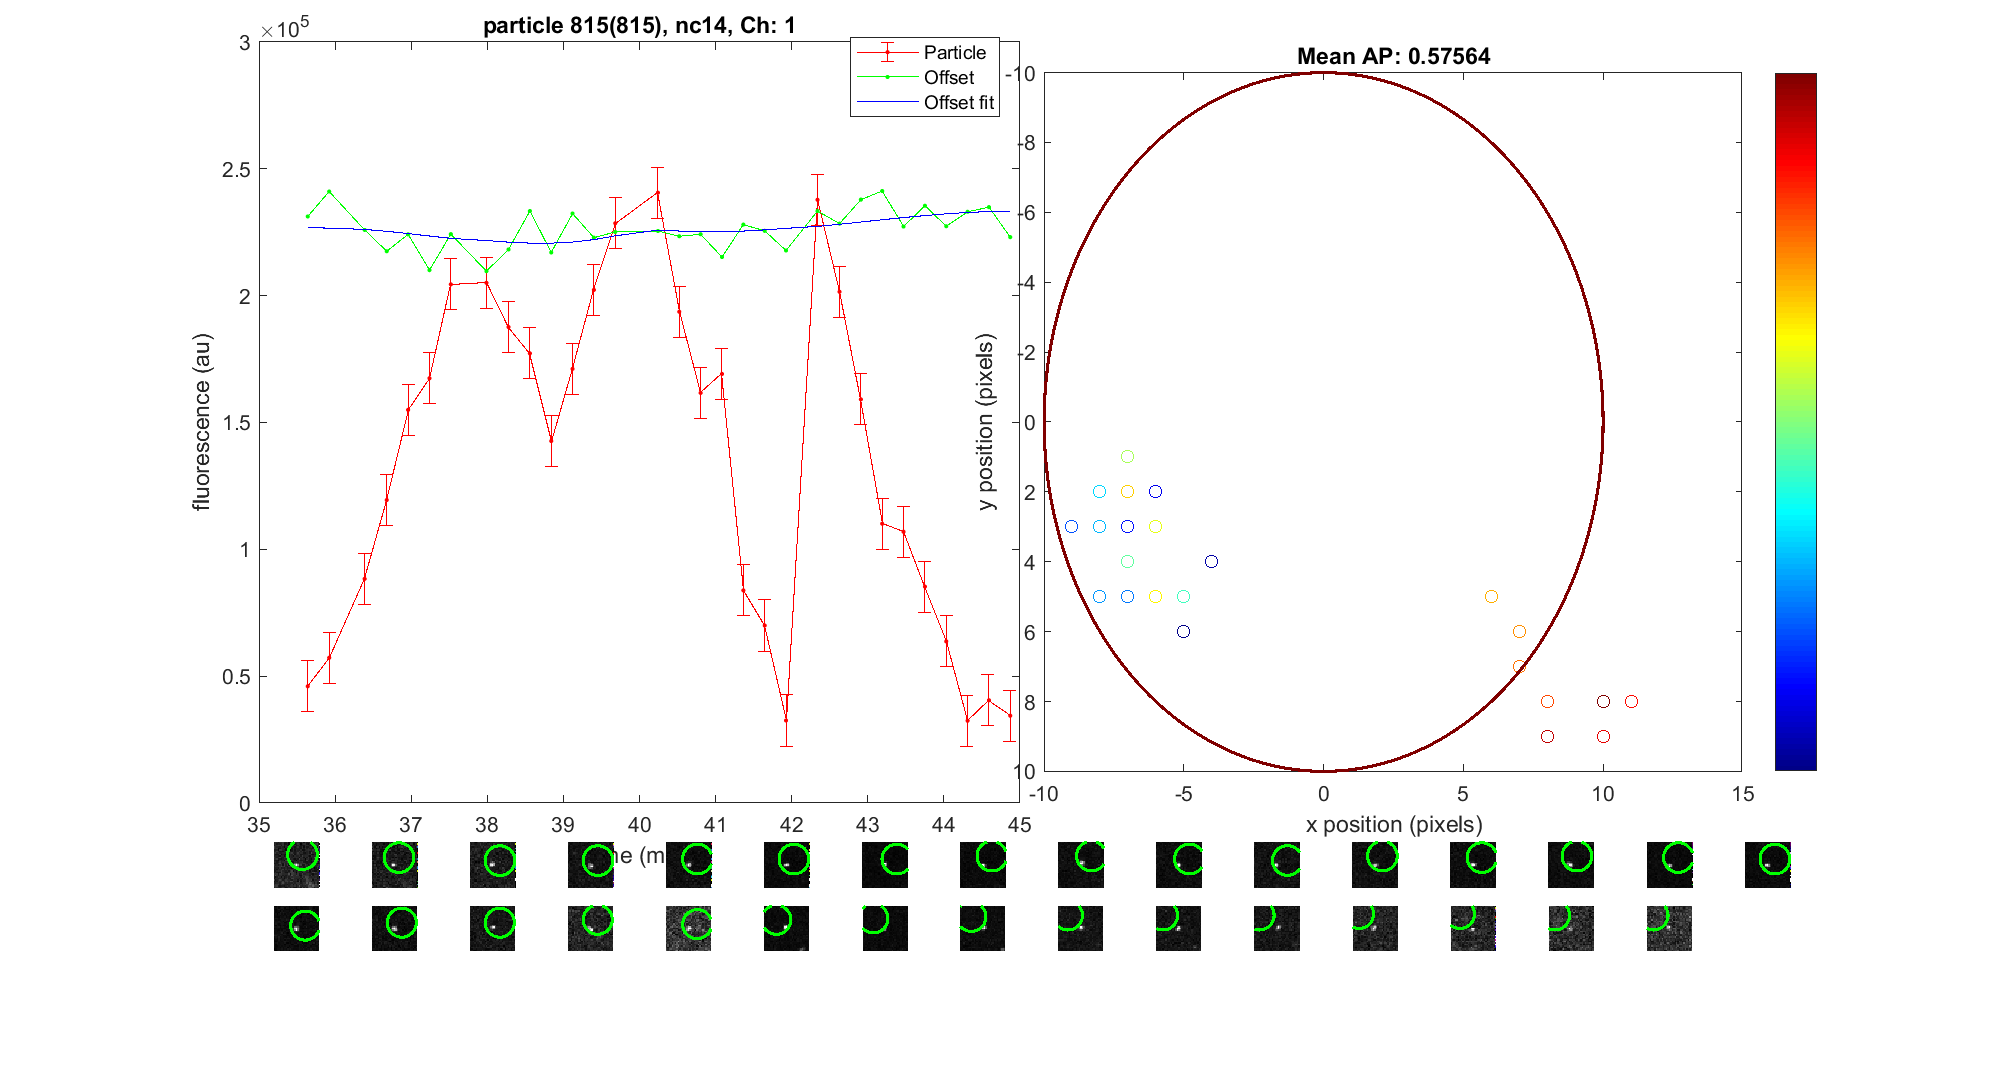 particle 815(815), nc14, Ch: 1
×10⁵
3
2.5
2
1.5
1
0.5
0
fluorescence (au)
35 36 37 38 39 40 41 42 43 44 45
Particle
Offset
Offset fit
Mean AP: 0.57564
-10
-8
-6
-4
-2
0
2
4
6
8
10
y position (pixels)
-10 -5 0 5 10 15
x position (pixels)